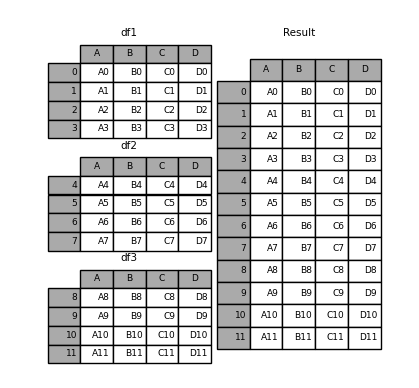 df1
A B C D
0 A0 B0 C0 D0
1 A1 B1 C1 D1
2 A2 B2 C2 D2
3 A3 B3 C3 D3
df2
A B C D
4 A4 B4 C4 D4
5 A5 B5 C5 D5
6 A6 B6 C6 D6
7 A7 B7 C7 D7
df3
A B C D
8 A8 B8 C8 D8
9 A9 B9 C9 D9
10 A10 B10 C10 D10
11 A11 B11 C11 D11
Result
A B C D
0 A0 B0 C0 D0
1 A1 B1 C1 D1
2 A2 B2 C2 D2
3 A3 B3 C3 D3
4 A4 B4 C4 D4
5 A5 B5 C5 D5
6 A6 B6 C6 D6
7 A7 B7 C7 D7
8 A8 B8 C8 D8
9 A9 B9 C9 D9
10 A10 B10 C10 D10
11 A11 B11 C11 D11